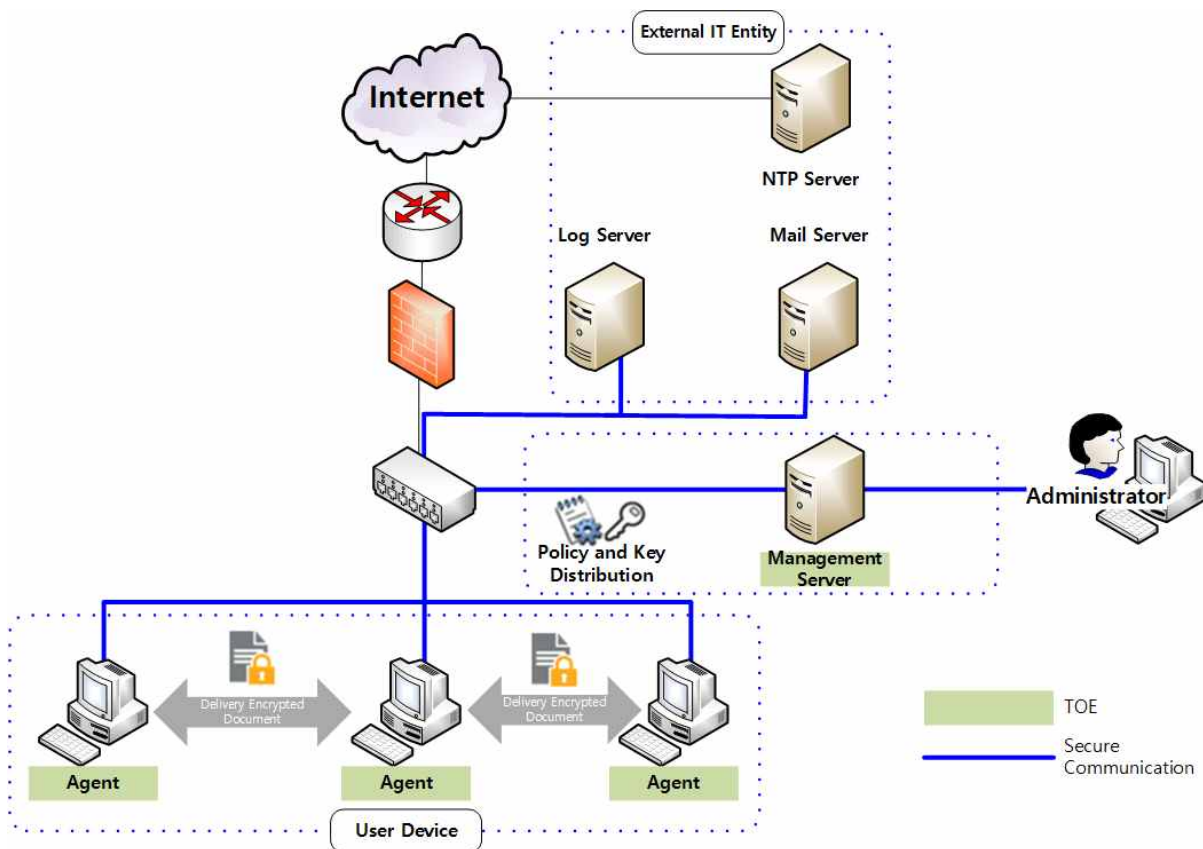 External IT Entity
Internet
NTP Server
Log Server
Mail Server
Policy and Key
Distribution
Management
Server
Administrator
Delivery Encrypted
Document
Delivery Encrypted
Document
Agent
Agent
Agent
User Device
TOE
Secure
Communication